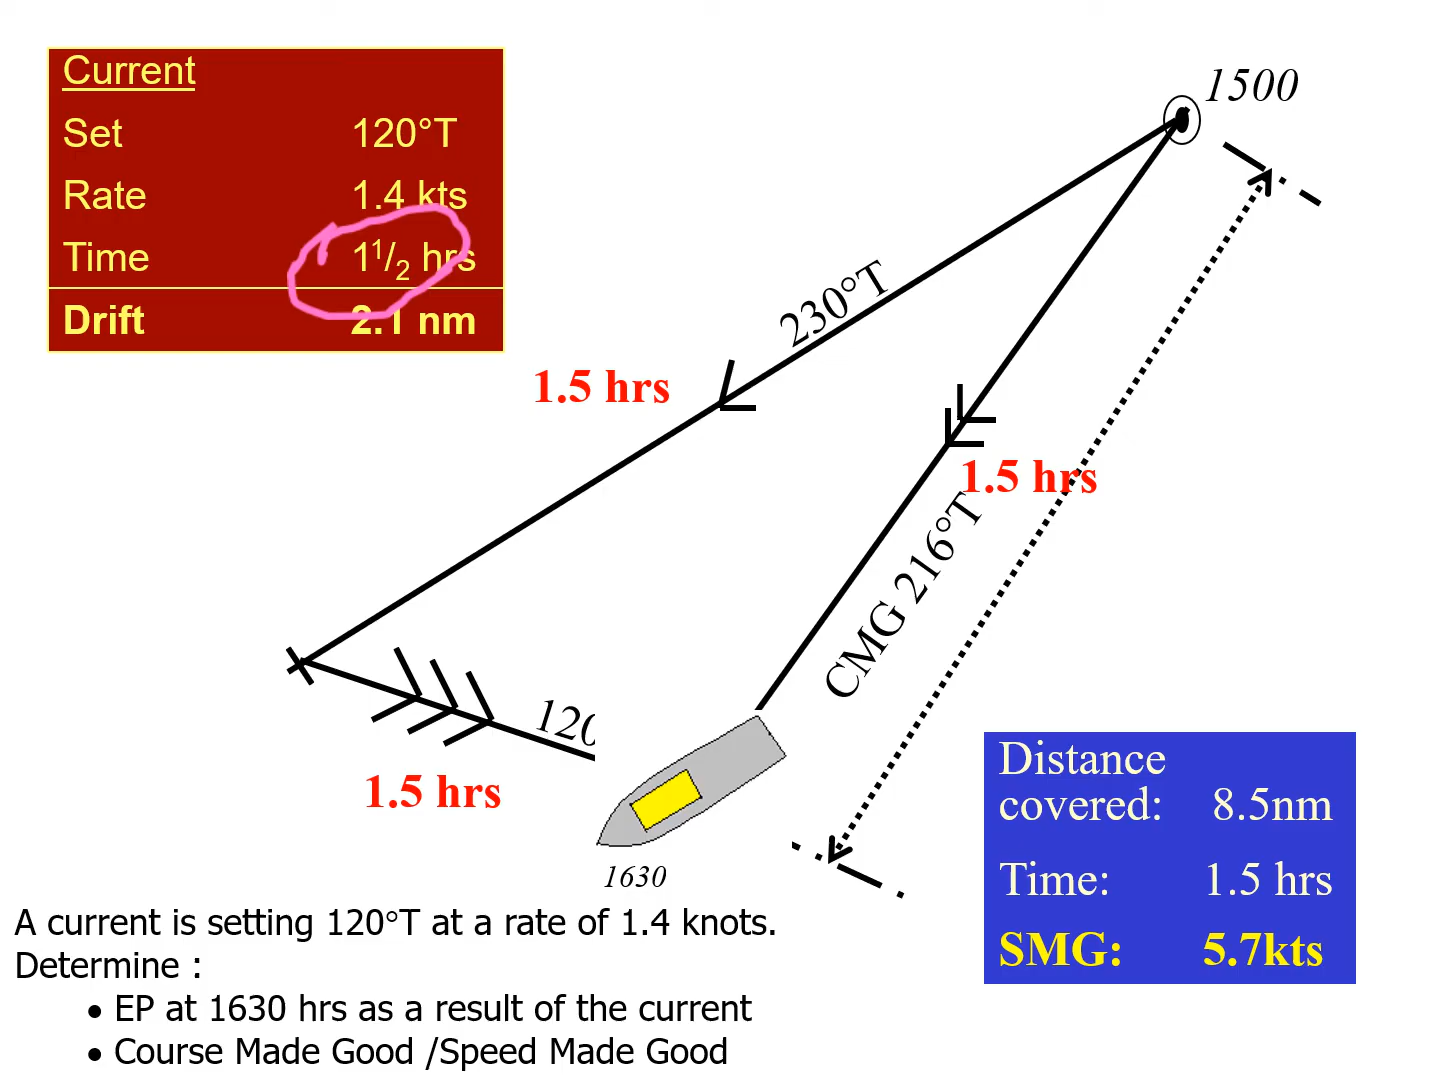 Current
Set 120°T
Rate 1.4 kts
Time 1 1/2 hrs
Drift 2.1 nm
1500
230°T
1.5 hrs
1.5 hrs
CMG 216°T
120
1.5 hrs
1630
Distance
covered: 8.5nm
Time: 1.5 hrs
SMG: 5.7kts
A current is setting 120°T at a rate of 1.4 knots.
Determine :
• EP at 1630 hrs as a result of the current
• Course Made Good /Speed Made Good